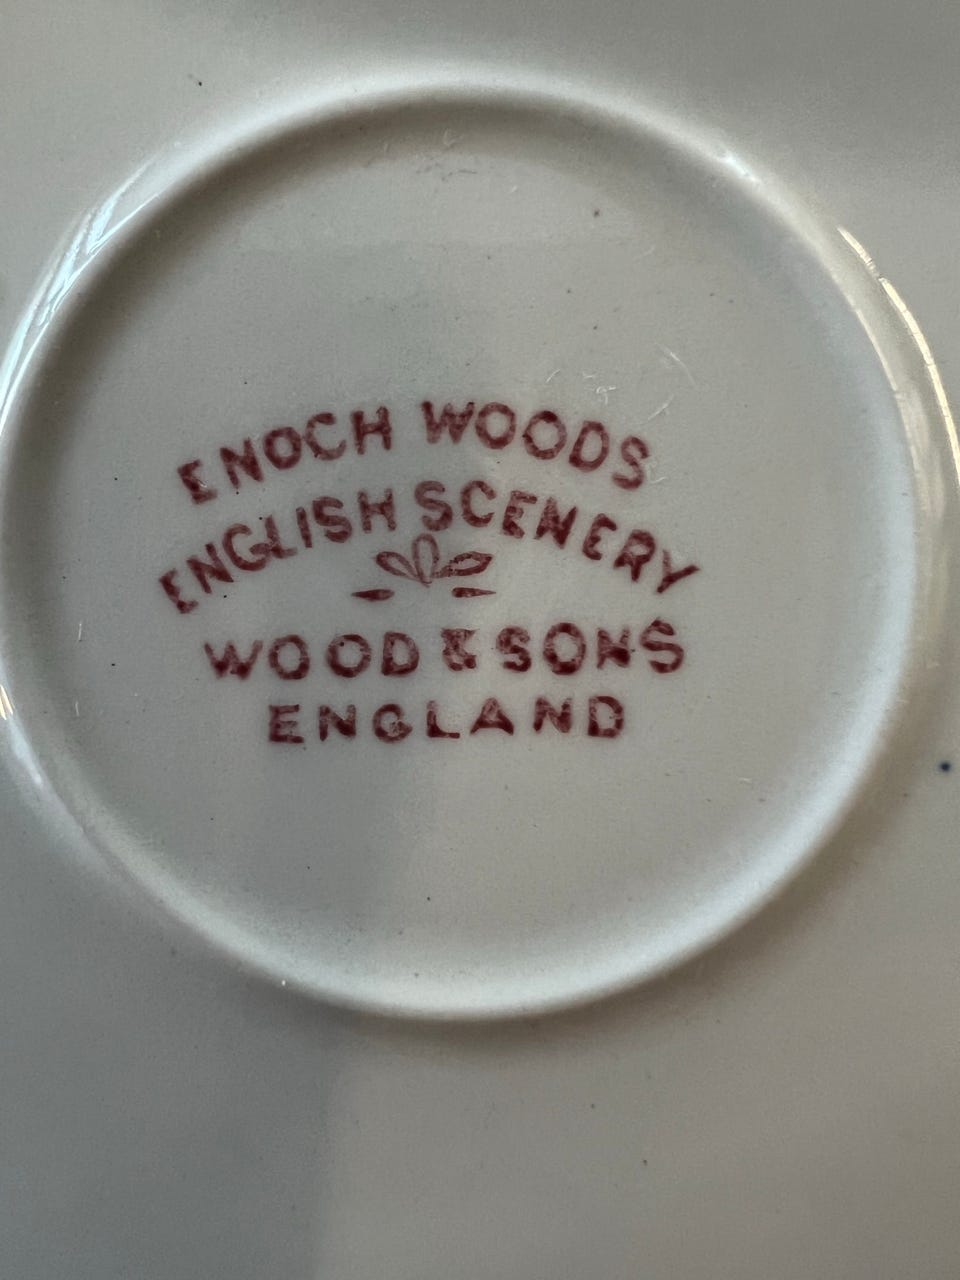 ENOCH WOODS
ENGLISH SCENERY
WOOD & SONS
ENGLAND